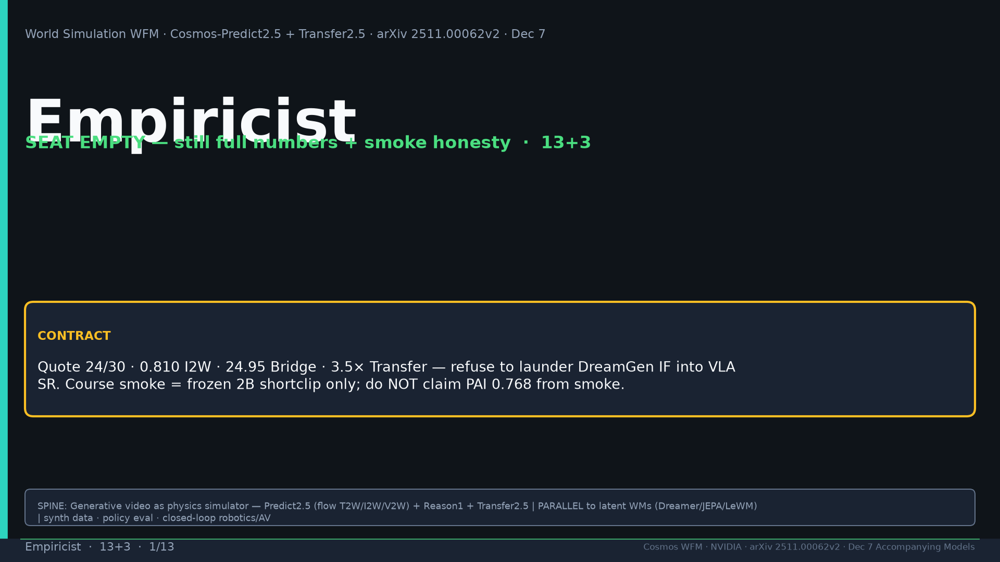 World Simulation WFM · Cosmos-Predict2.5 + Transfer2.5 · arXiv 2511.00062v2 · Dec 7
Empiricist
SEAT EMPTY — still full numbers + smoke honesty · 13+3
CONTRACT
Quote 24/30 · 0.810 I2W · 24.95 Bridge · 3.5× Transfer — refuse to launder DreamGen IF into VLA
SR. Course smoke = frozen 2B shortclip only; do NOT claim PAI 0.768 from smoke.
SPINE: Generative video as physics simulator — Predict2.5 (flow T2W/I2W/V2W) + Reason1 + Transfer2.5 | PARALLEL to latent WMs (Dreamer/JEPA/LeWM)
| synth data · policy eval · closed-loop robotics/AV
Empiricist · 13+3 · 1/13
Cosmos WFM · NVIDIA · arXiv 2511.00062v2 · Dec 7 Accompanying Models